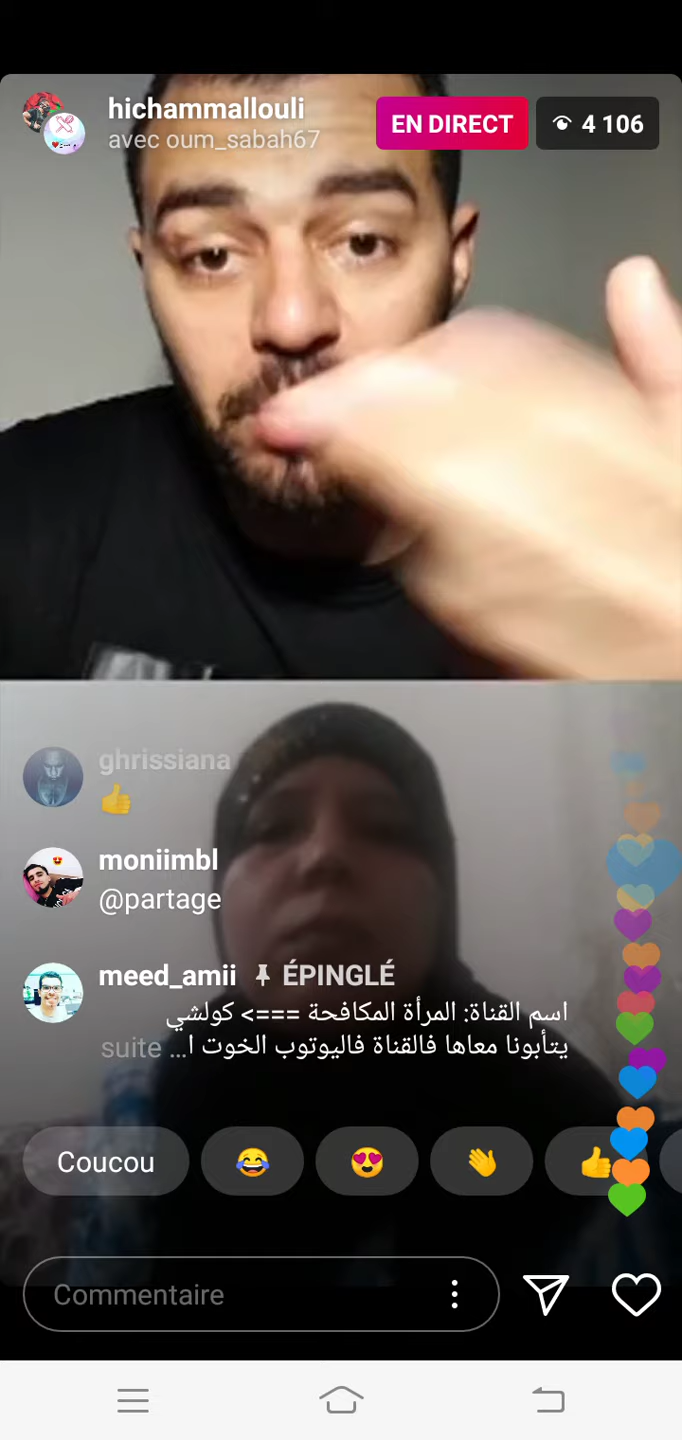 hichammallouli
avec oum_sabah67
EN DIRECT
4 106
ghrissiana
👍
moniimbl
@partage
meed_amii ÉPINGLÉ
اسم القناة: المرأة المكافحة ===> كولشي
يتأبونا معاها فالقناة فاليوتوب الخوت ا... suite
Coucou 😂 😍 👋 👍
Commentaire